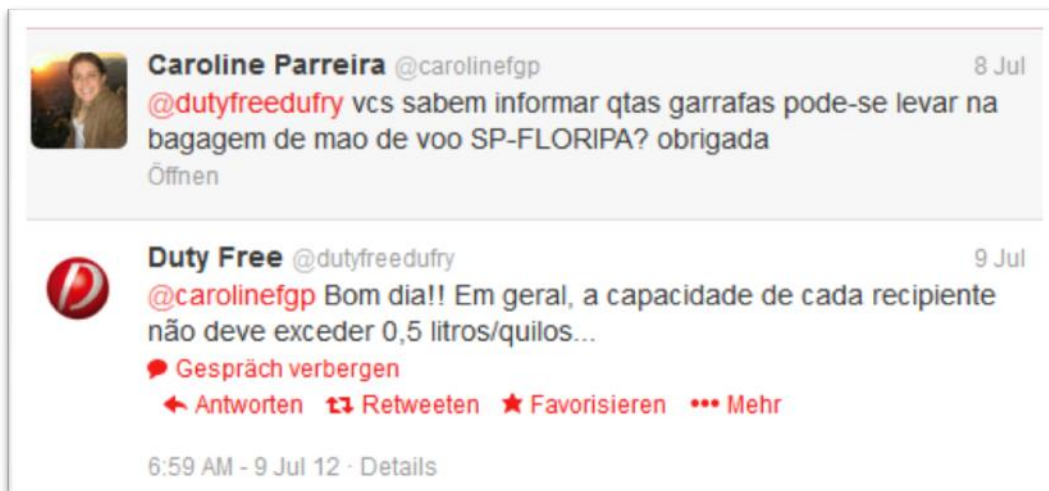 Caroline Parreira @carolinefgp 8 Jul
@dutyfreedufry vcs sabem informar qtas garrafas pode-se levar na
bagagem de mao de voo SP-FLORIPA? obrigada
Öffnen
Duty Free @dutyfreedufry 9 Jul
@carolinefgp Bom dia!! Em geral, a capacidade de cada recipiente
não deve exceder 0,5 litros/quilos...
Gespräch verbergen
Antworten Retweeten Favorisieren Mehr
6:59 AM - 9 Jul 12 · Details